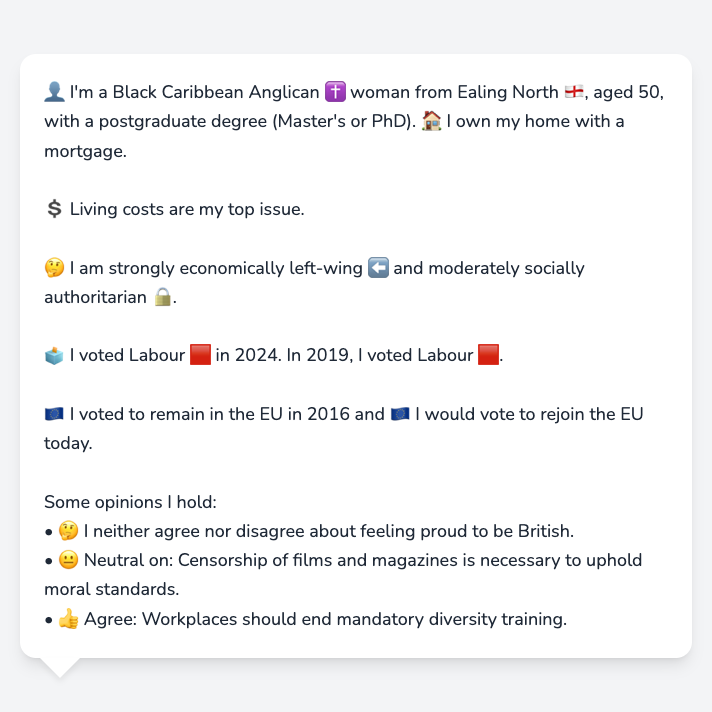 👤 I'm a Black Caribbean Anglican ✝️ woman from Ealing North 🏴󠁧󠁢󠁥󠁮󠁧󠁿, aged 50,
with a postgraduate degree (Master's or PhD). 🏠 I own my home with a
mortgage.
💲 Living costs are my top issue.
🤔 I am strongly economically left-wing ⬅️ and moderately socially
authoritarian 🔒.
🗳️ I voted Labour 🟥 in 2024. In 2019, I voted Labour 🟥.
🇪🇺 I voted to remain in the EU in 2016 and 🇪🇺 I would vote to rejoin the EU
today.
Some opinions I hold:
• 🤔 I neither agree nor disagree about feeling proud to be British.
• 😐 Neutral on: Censorship of films and magazines is necessary to uphold
moral standards.
• 👍 Agree: Workplaces should end mandatory diversity training.